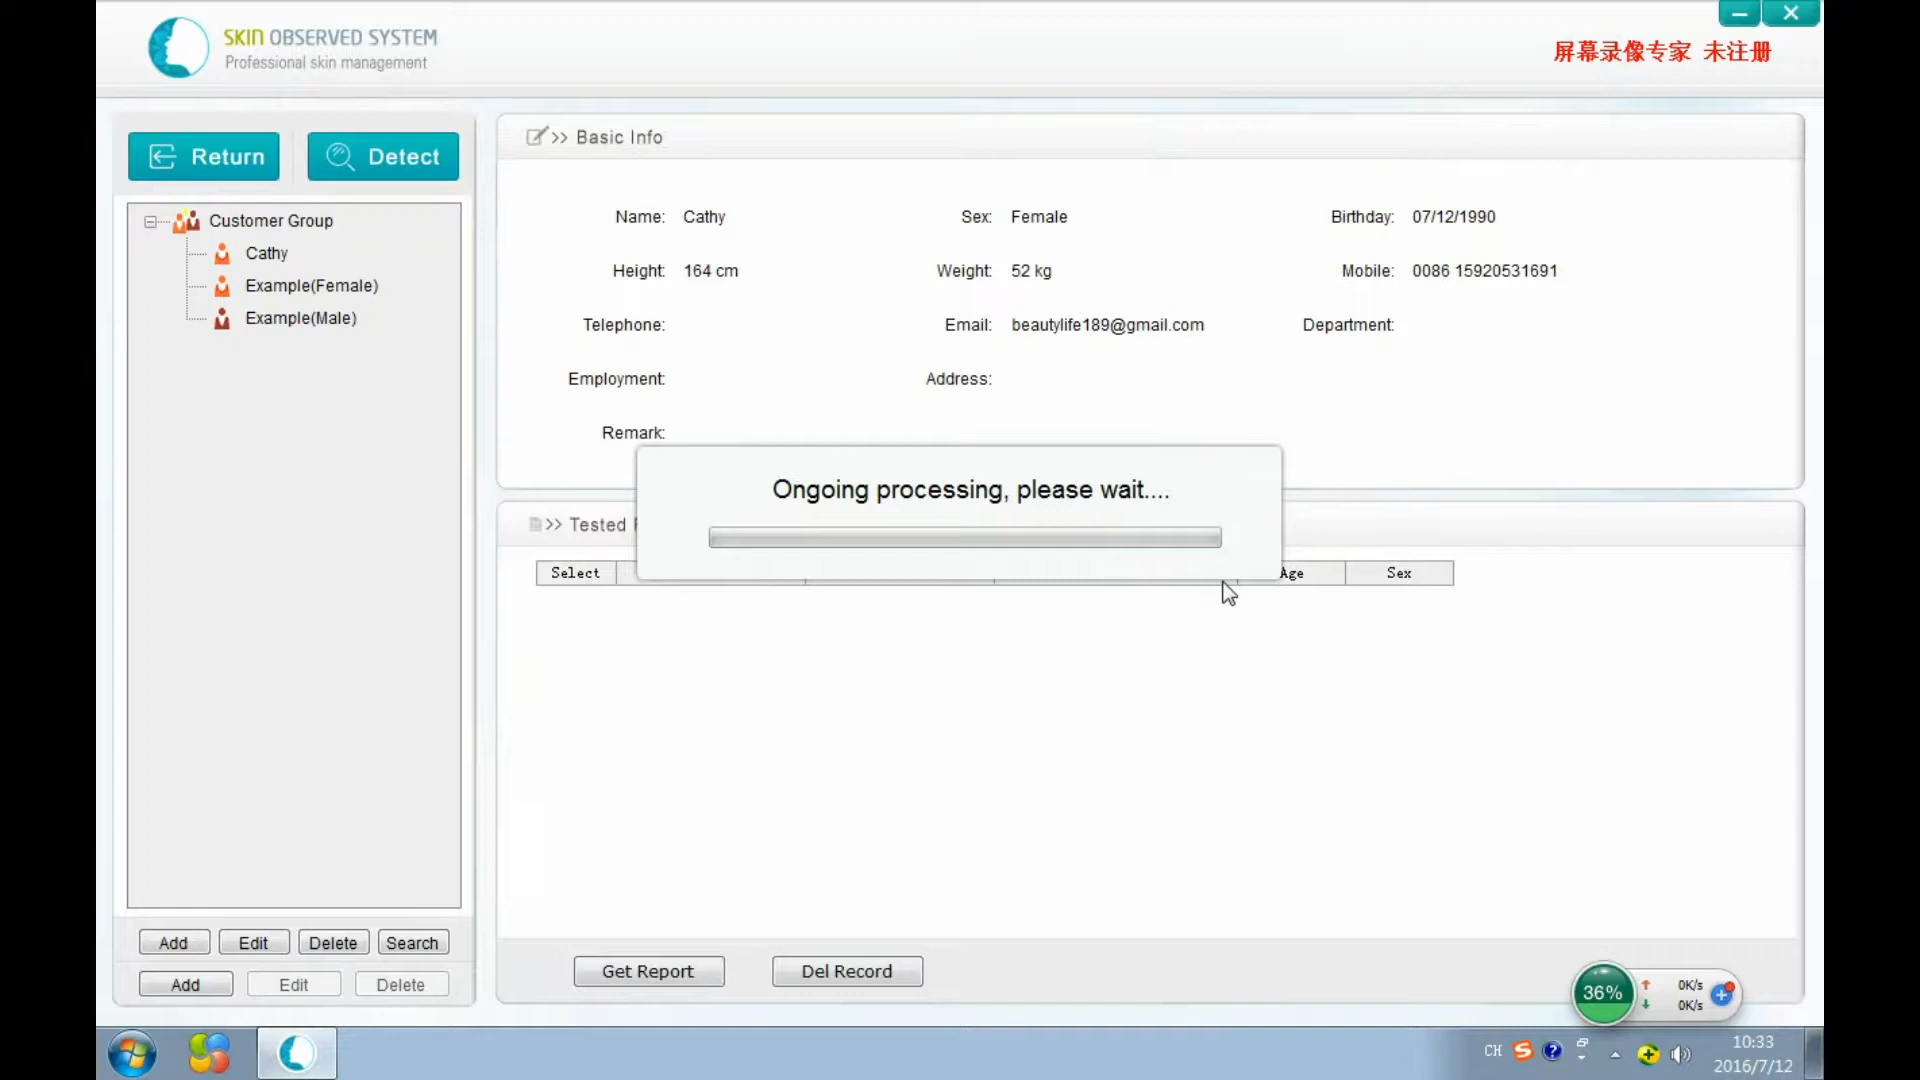 SKIN OBSERVED SYSTEM
Professional skin management
屏幕录像专家 未注册
Return
Detect
Customer Group
Cathy
Example(Female)
Example(Male)
>> Basic Info
Name: Cathy
Sex: Female
Birthday: 07/12/1990
Height: 164 cm
Weight: 52 kg
Mobile: 0086 15920531691
Telephone:
Email: beautylife189@gmail.com
Department:
Employment:
Address:
Remark:
Ongoing processing, please wait....
>> Tested
Select
Age
Sex
Add
Edit
Delete
Search
Add
Edit
Delete
Get Report
Del Record
36%
0K/s
0K/s
CH
10:33
2016/7/12